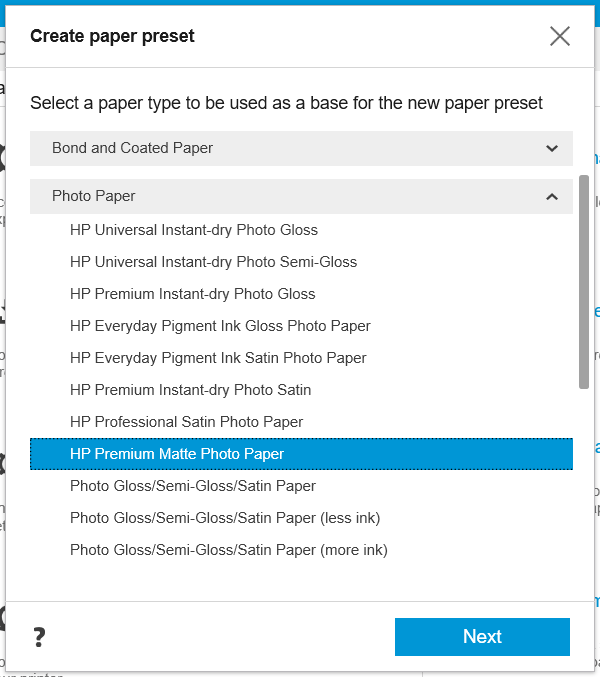 Create paper preset
Select a paper type to be used as a base for the new paper preset
Bond and Coated Paper
Photo Paper
HP Universal Instant-dry Photo Gloss
HP Universal Instant-dry Photo Semi-Gloss
HP Premium Instant-dry Photo Gloss
HP Everyday Pigment Ink Gloss Photo Paper
HP Everyday Pigment Ink Satin Photo Paper
HP Premium Instant-dry Photo Satin
HP Professional Satin Photo Paper
HP Premium Matte Photo Paper
Photo Gloss/Semi-Gloss/Satin Paper
Photo Gloss/Semi-Gloss/Satin Paper (less ink)
Photo Gloss/Semi-Gloss/Satin Paper (more ink)
?
Next